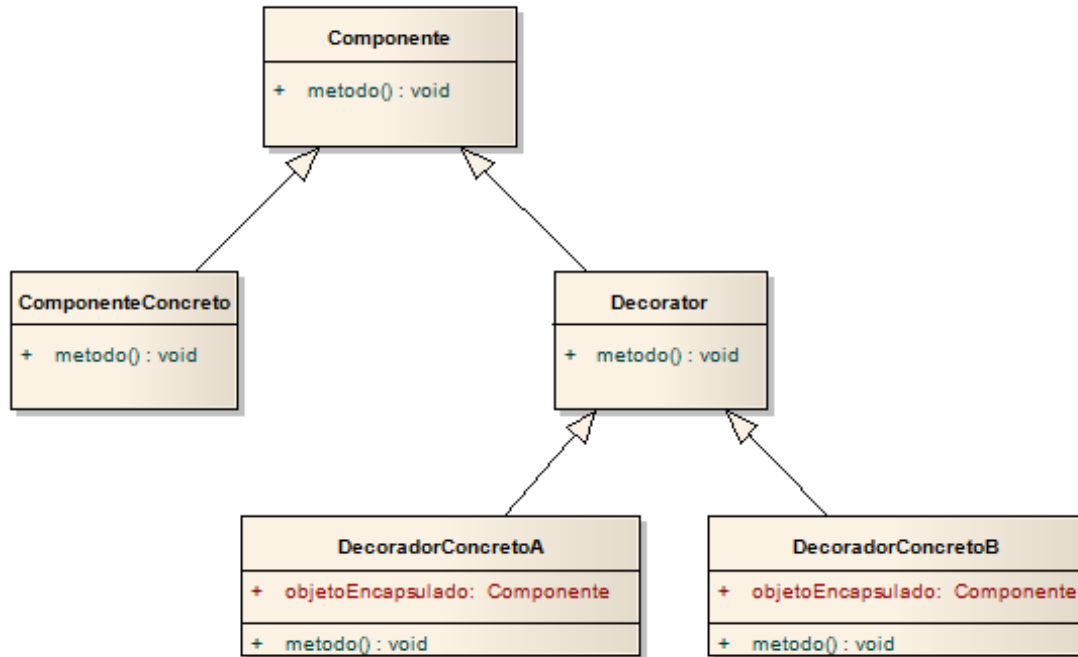 Componente
+ metodo() : void
ComponenteConcreto
+ metodo() : void
Decorator
+ metodo() : void
DecoradorConcretoA
+ objetoEncapsulado: Componente
+ metodo() : void
DecoradorConcretoB
+ objetoEncapsulado: Componente
+ metodo() : void